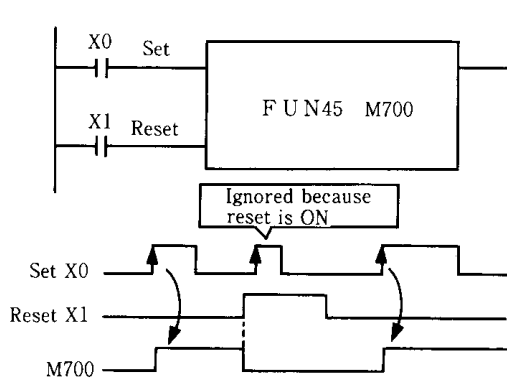 X0 Set
FUN45 M700
X1 Reset
Ignored because
reset is ON
Set X0
Reset X1
M700